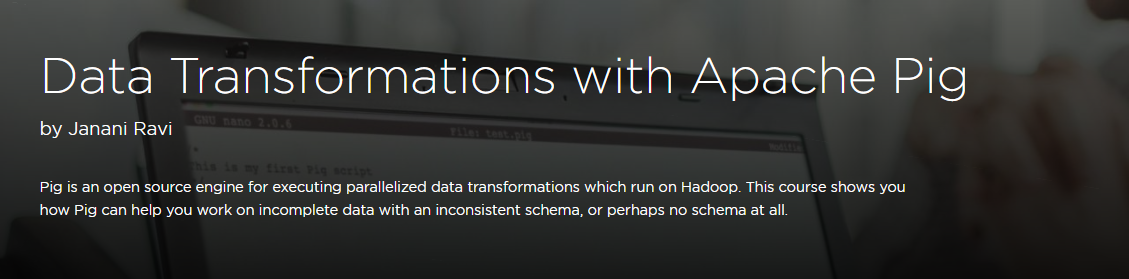 Data Transformations with Apache Pig
by Janani Ravi
GNU nano 2.0.6
File: test.pig
Modifie
This is my first Pig script
Pig is an open source engine for executing parallelized data transformations which run on Hadoop. This course shows you
how Pig can help you work on incomplete data with an inconsistent schema, or perhaps no schema at all.